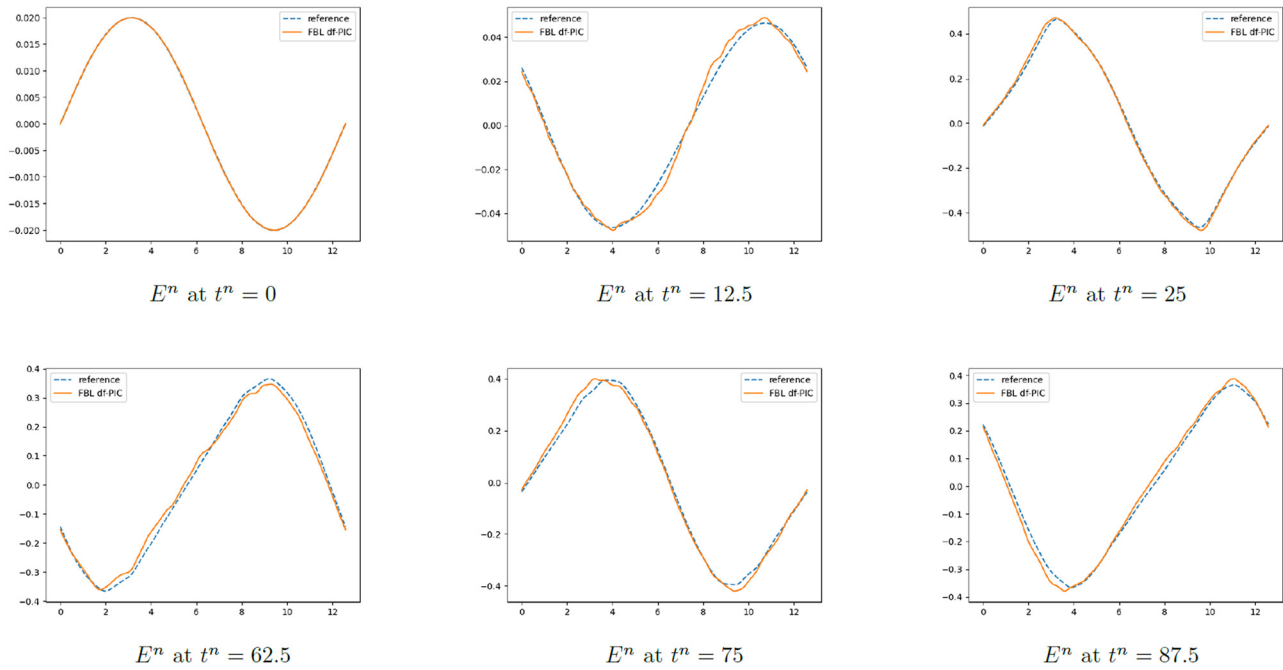 0.020
0.015
0.010
0.005
0.000
−0.005
−0.010
−0.015
−0.020
0 2 4 6 8 10 12
reference
FBL df-PIC
E^n at t^n = 0
0.04
0.02
0.00
−0.02
−0.04
0 2 4 6 8 10 12
reference
FBL df-PIC
E^n at t^n = 12.5
0.4
0.2
0.0
−0.2
−0.4
0 2 4 6 8 10 12
reference
FBL df-PIC
E^n at t^n = 25
0.4
0.3
0.2
0.1
0.0
−0.1
−0.2
−0.3
−0.4
0 2 4 6 8 10 12
reference
FBL df-PIC
E^n at t^n = 62.5
0.4
0.2
0.0
−0.2
−0.4
0 2 4 6 8 10 12
reference
FBL df-PIC
E^n at t^n = 75
0.4
0.3
0.2
0.1
0.0
−0.1
−0.2
−0.3
−0.4
0 2 4 6 8 10 12
reference
FBL df-PIC
E^n at t^n = 87.5